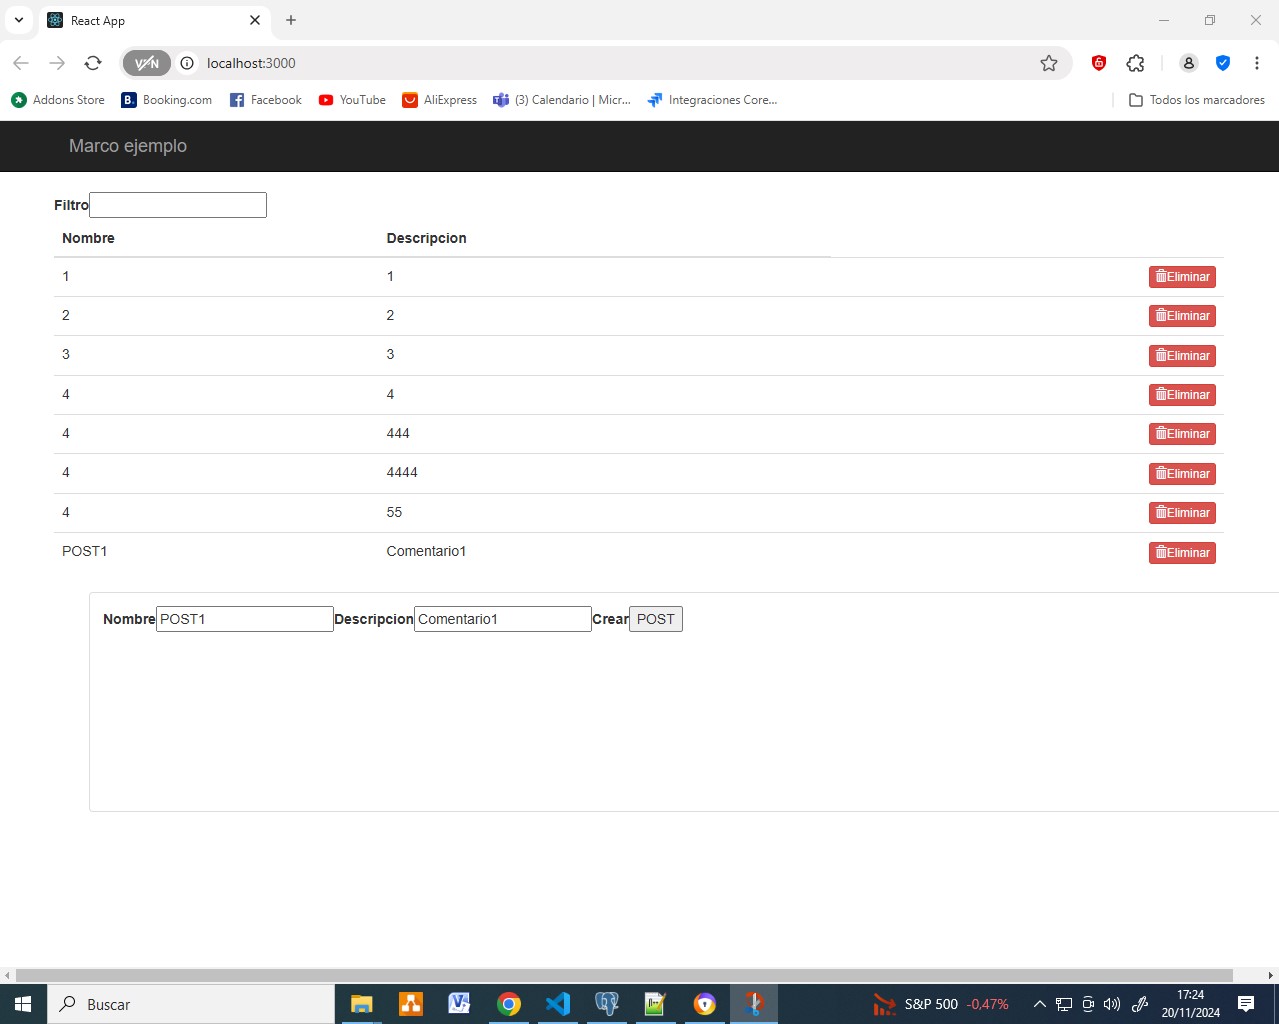 React App
VPN localhost:3000
Addons Store Booking.com Facebook YouTube AliExpress (3) Calendario | Micr... Integraciones Core... Todos los marcadores
Marco ejemplo
Filtro
Nombre Descripcion
1 1 Eliminar
2 2 Eliminar
3 3 Eliminar
4 4 Eliminar
4 444 Eliminar
4 4444 Eliminar
4 55 Eliminar
POST1 Comentario1 Eliminar
Nombre POST1 Descripcion Comentario1 Crear POST
Buscar S&P 500 -0,47% 17:24
20/11/2024